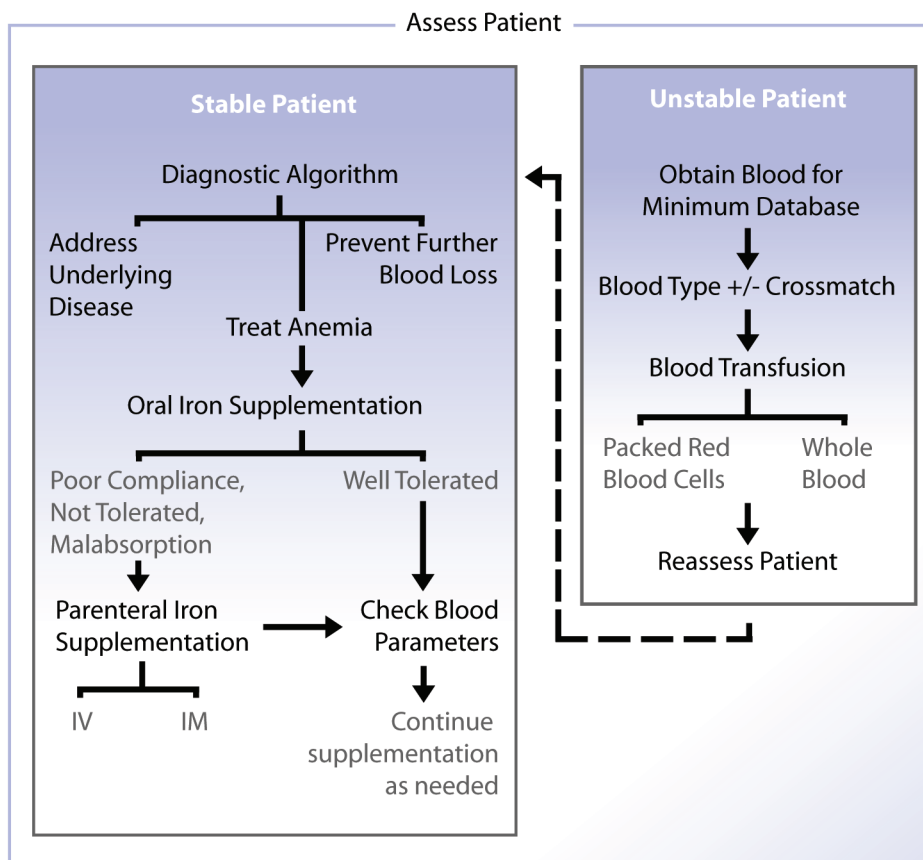 Assess Patient
Stable Patient
Diagnostic Algorithm
Address
Underlying
Disease
Prevent Further
Blood Loss
Treat Anemia
Oral Iron Supplementation
Poor Compliance,
Not Tolerated,
Malabsorption
Well Tolerated
Parenteral Iron
Supplementation
Check Blood
Parameters
IV
IM
Continue
supplementation
as needed
Unstable Patient
Obtain Blood for
Minimum Database
Blood Type +/- Crossmatch
Blood Transfusion
Packed Red
Blood Cells
Whole
Blood
Reassess Patient